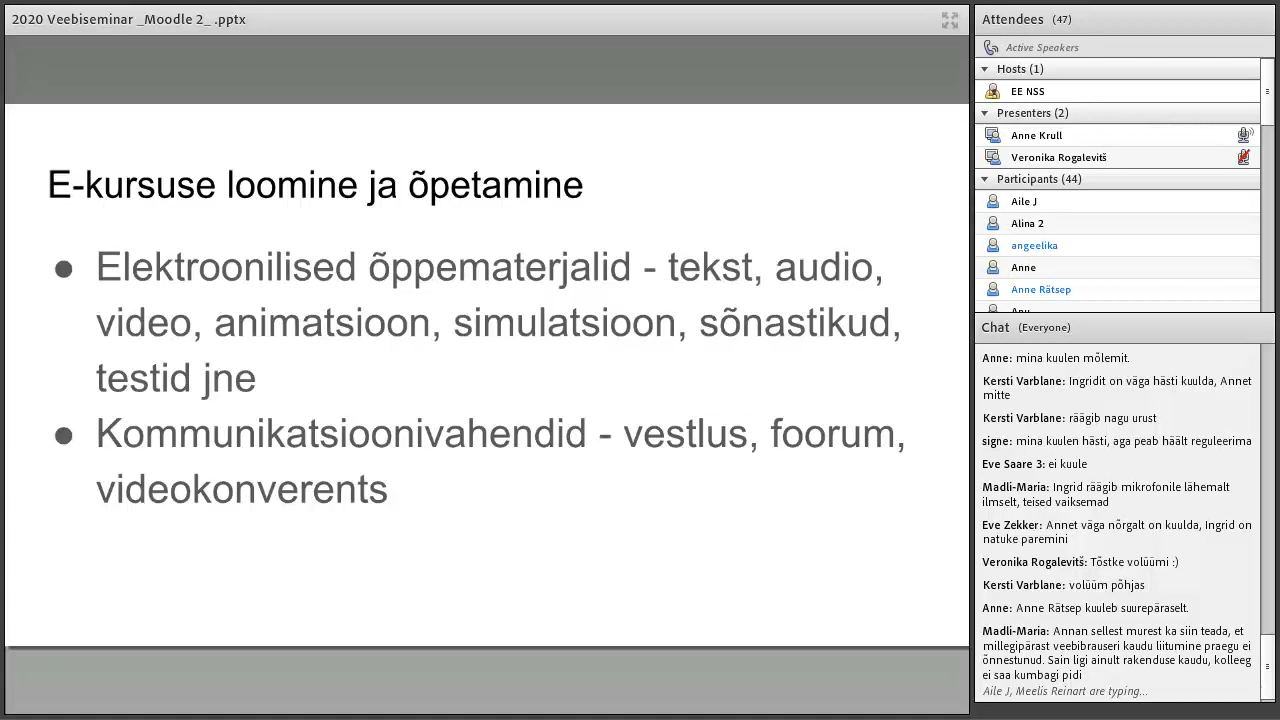 2020 Veebiseminar _Moodle 2_ .pptx
E-kursuse loomine ja õpetamine
● Elektroonilised õppematerjalid - tekst, audio,
video, animatsioon, simulatsioon, sõnastikud,
testid jne
● Kommunikatsioonivahendid - vestlus, foorum,
videokonverents
Attendees (47)
Active Speakers
Hosts (1)
EE NSS
Presenters (2)
Anne Krull
Veronika Rogalevitš
Participants (44)
Aile J
Alina 2
angeelika
Anne
Anne Rätsep
Chat (Everyone)
Anne: mina kuulen mõlemit.
Kersti Varblane: Ingridit on väga hästi kuulda, Annet
mitte
Kersti Varblane: räägib nagu urust
signe: mina kuulen hästi, aga peab häält reguleerima
Eve Saare 3: ei kuule
Madli-Maria: Ingrid räägib mikrofonile lähemalt
ilmselt, teised vaiksemad
Eve Zekker: Annet väga nõrgalt on kuulda, Ingrid on
natuke paremini
Veronika Rogalevitš: Tõstke volüümi :)
Kersti Varblane: volüüm põhjas
Anne: Anne Rätsep kuuleb suurepäraselt.
Madli-Maria: Annan sellest murest ka siin teada, et
millegipärast veebibrauseri kaudu liitumine praegu ei
õnnestunud. Sain ligi ainult rakenduse kaudu, kolleeg
ei saa kumbagi pidi
Aile J, Meelis Reinart are typing...